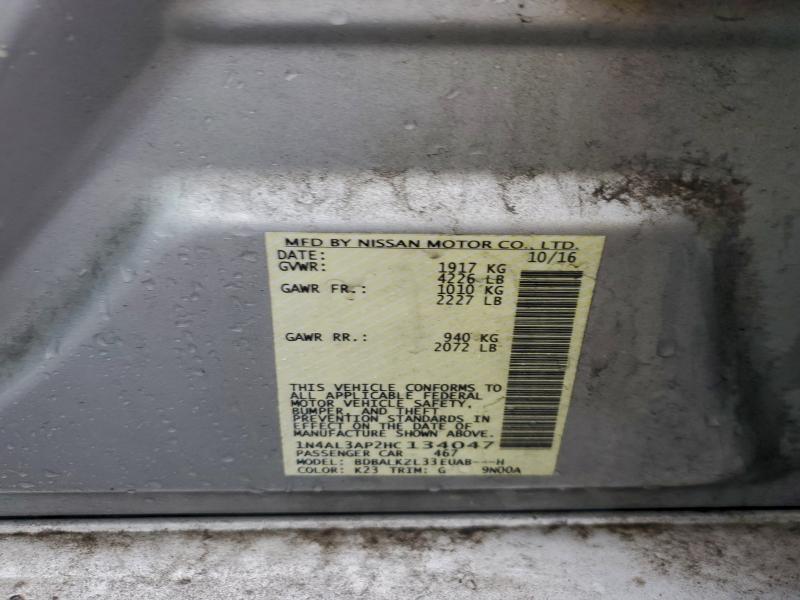 MFD BY NISSAN MOTOR CO., LTD.
DATE: 10/16
GVWR: 1917 KG
4226 LB
GAWR FR.: 1010 KG
2227 LB
GAWR RR.: 940 KG
2072 LB
THIS VEHICLE CONFORMS TO
ALL APPLICABLE FEDERAL
MOTOR VEHICLE SAFETY,
BUMPER, AND THEFT
PREVENTION STANDARDS IN
EFFECT ON THE DATE OF
MANUFACTURE SHOWN ABOVE.
1N4AL3AP2HC134047
PASSENGER CAR 467
MODEL: BDBALKZL33EUAB---H
COLOR: K23 TRIM: G 9N00A